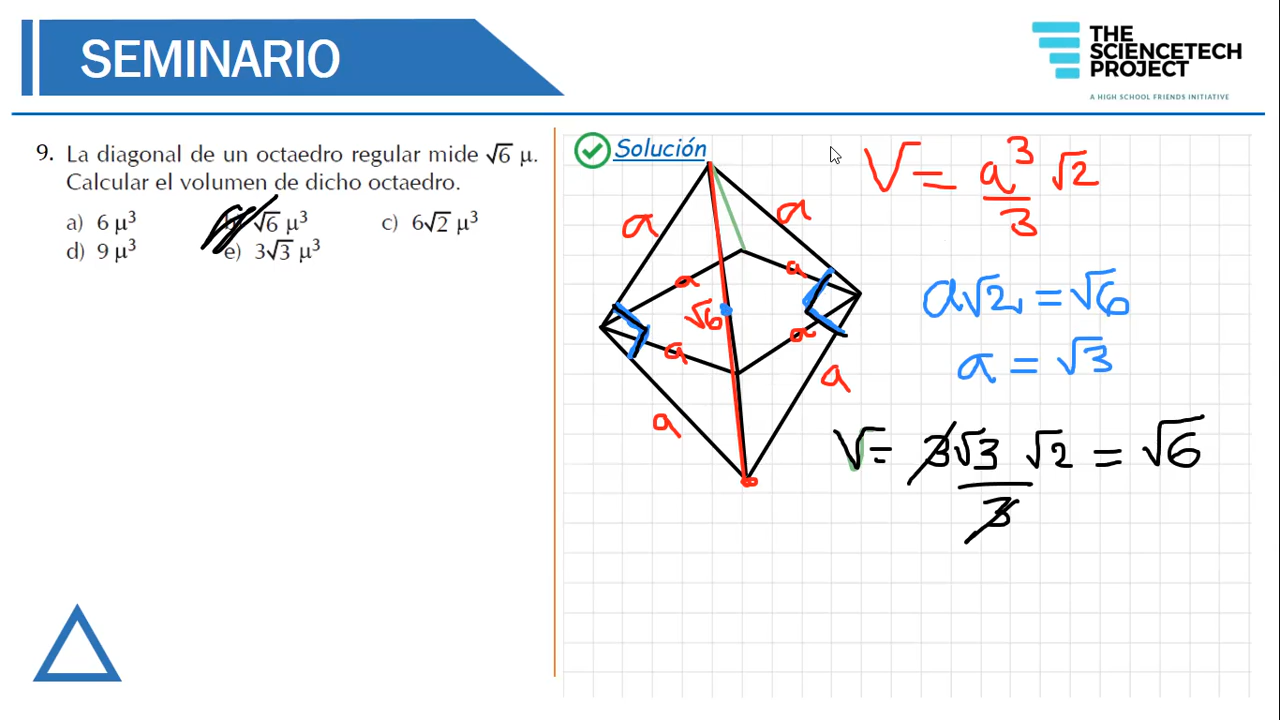 SEMINARIO
THE
SCIENCETECH
PROJECT
A HIGH SCHOOL FRIENDS INITIATIVE
9. La diagonal de un octaedro regular mide √6 μ.
Calcular el volumen de dicho octaedro.
a) 6 μ³ √6 μ³ c) 6√2 μ³
d) 9 μ³ e) 3√3 μ³
Solución
a
a
a
a
√6
a
a
a
a
V = a³/3 √2
a√2 = √6
a = √3
V = 3√3 √2 / 3 = √6